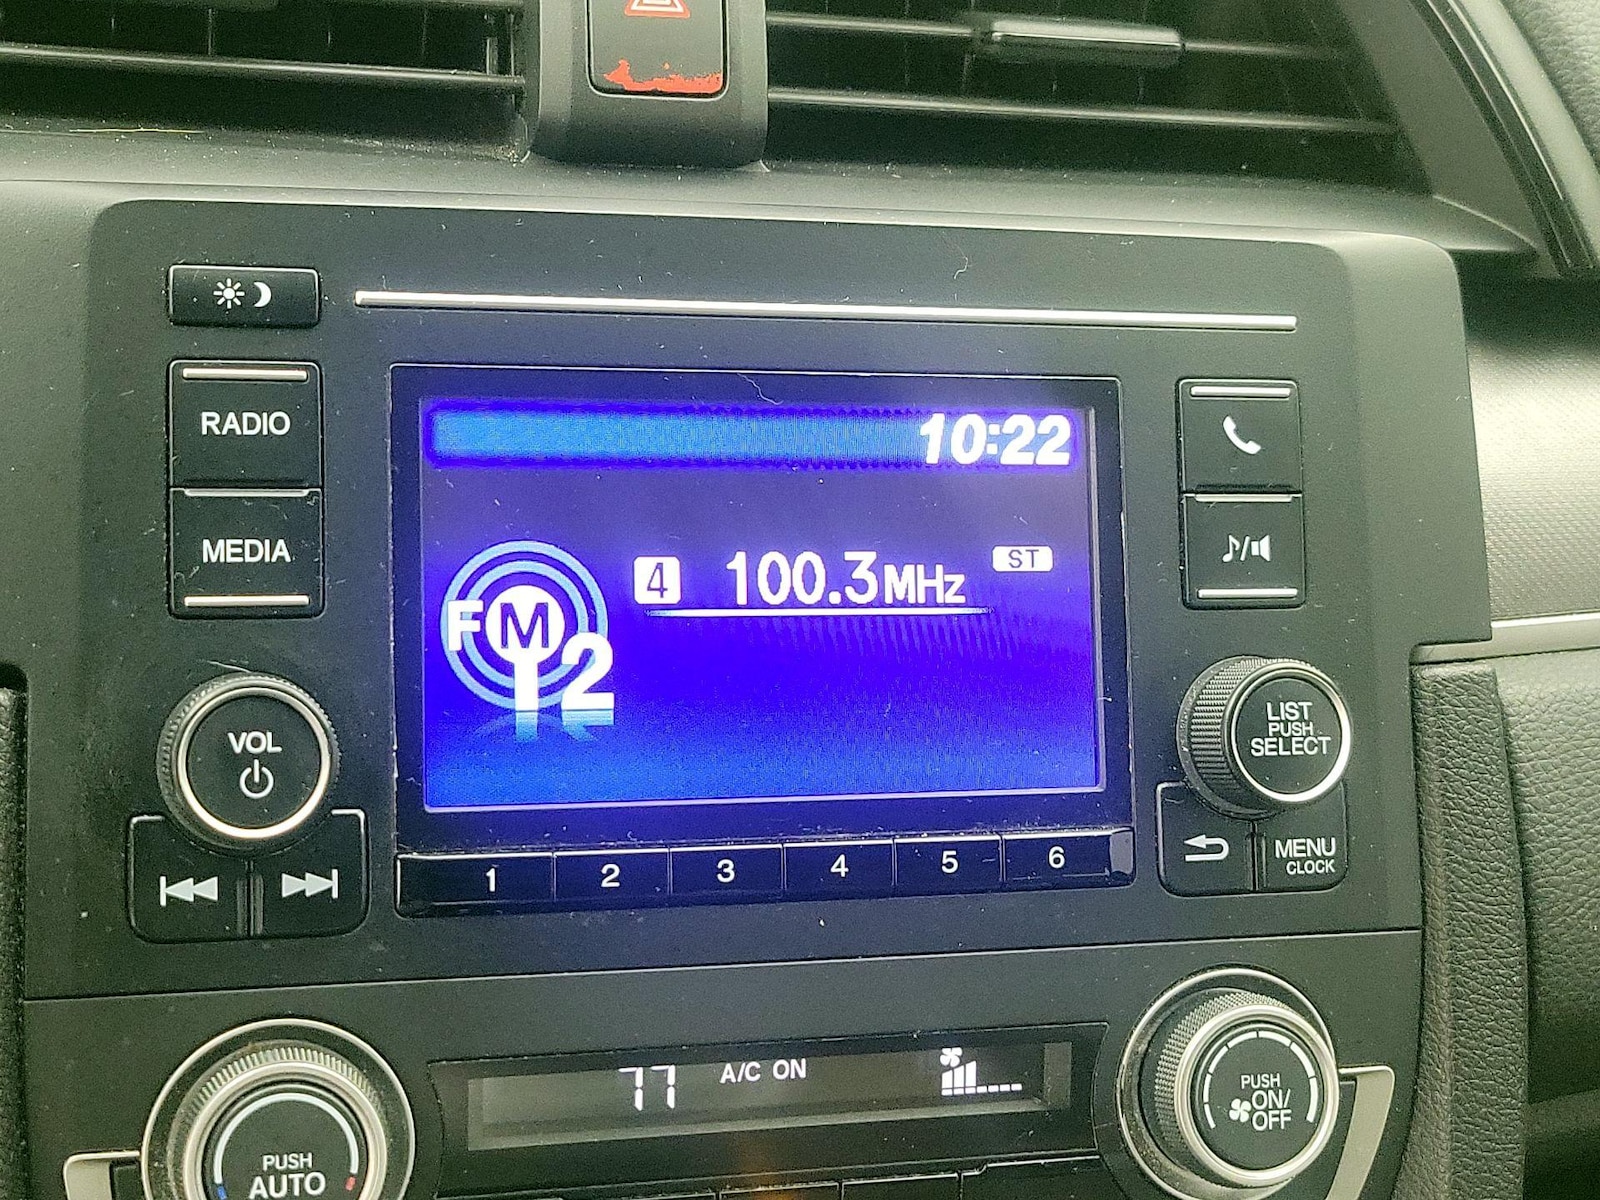 RADIO
MEDIA
VOL
10:22
FM2
4 100.3MHz ST
1 2 3 4 5 6
LIST
PUSH
SELECT
MENU
CLOCK
77 A/C ON
PUSH
AUTO
PUSH
ON/
OFF